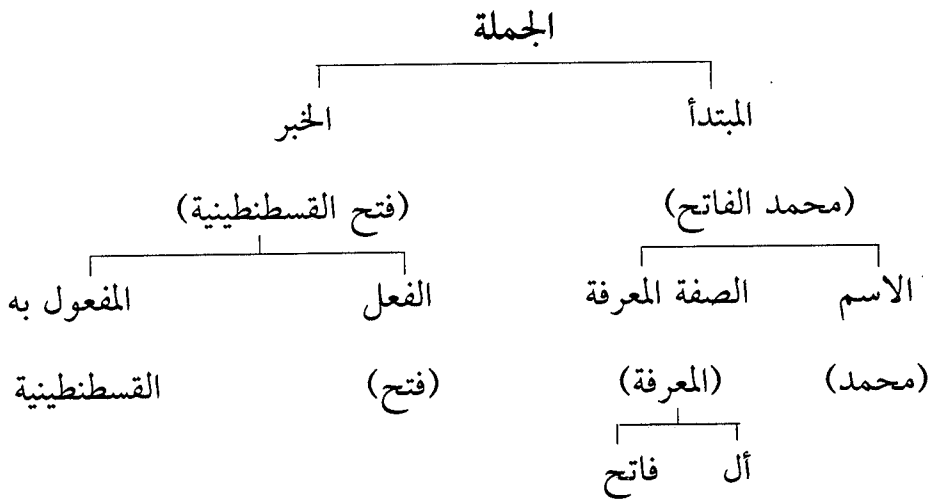 الجملة
المبتدأ الخبر
(محمد الفاتح) (فتح القسطنطينية)
الاسم الصفة المعرفة الفعل المفعول به
(محمد) (المعرفة) (فتح) القسطنطينية
أل فاتح